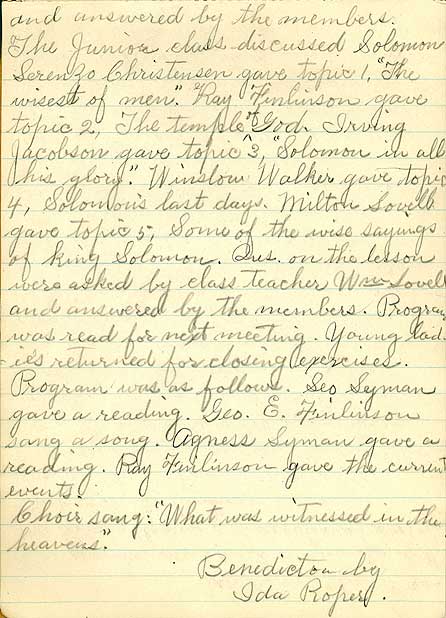 and answered by the members.
The Junior class discussed Solomon
Serenzo Christensen gave topic 1, "The
wisest of men". Ray Finlinson gave
topic 2, The temple of God. Irving
Jacobson gave topic 3, "Solomon in all
his glory." Winslow Walker gave topic
4, Solomon's last days. Milton Lovell
gave topic 5, Some of the wise sayings
of king Solomon. Qus. on the lesson
were asked by class teacher Wm Lovell
and answered by the members. Program
was read for next meeting. Young lad-
ies returned for closing exercises.
Program was as follows. Geo Lyman
gave a reading. Geo. E. Finlinson
sang a song. Agness Lyman gave a
reading. Ray Finlinson gave the current
events.
Choir sang: "What was witnessed in the
heavens".
Benediction by
Ida Roper.